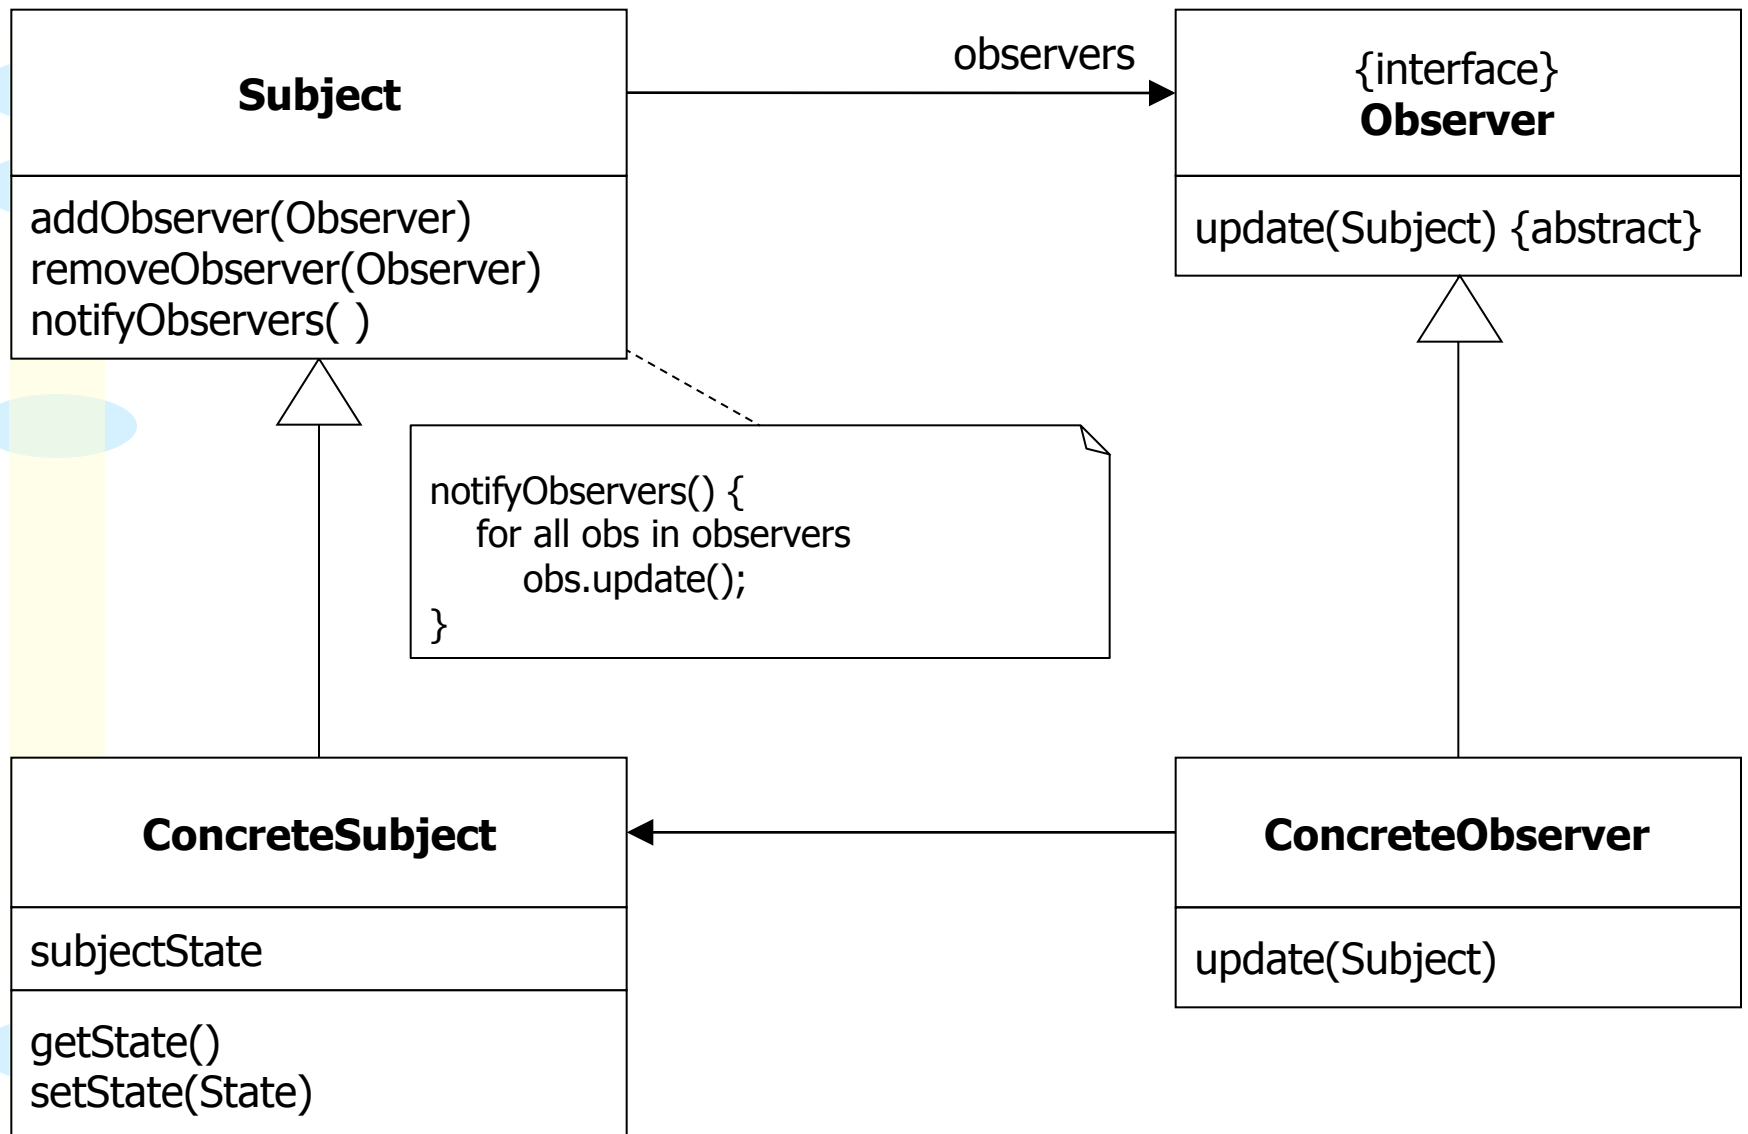 Subject
addObserver(Observer)
removeObserver(Observer)
notifyObservers( )
observers
{interface}
Observer
update(Subject) {abstract}
notifyObservers() {
for all obs in observers
obs.update();
}
ConcreteSubject
subjectState
getState()
setState(State)
ConcreteObserver
update(Subject)